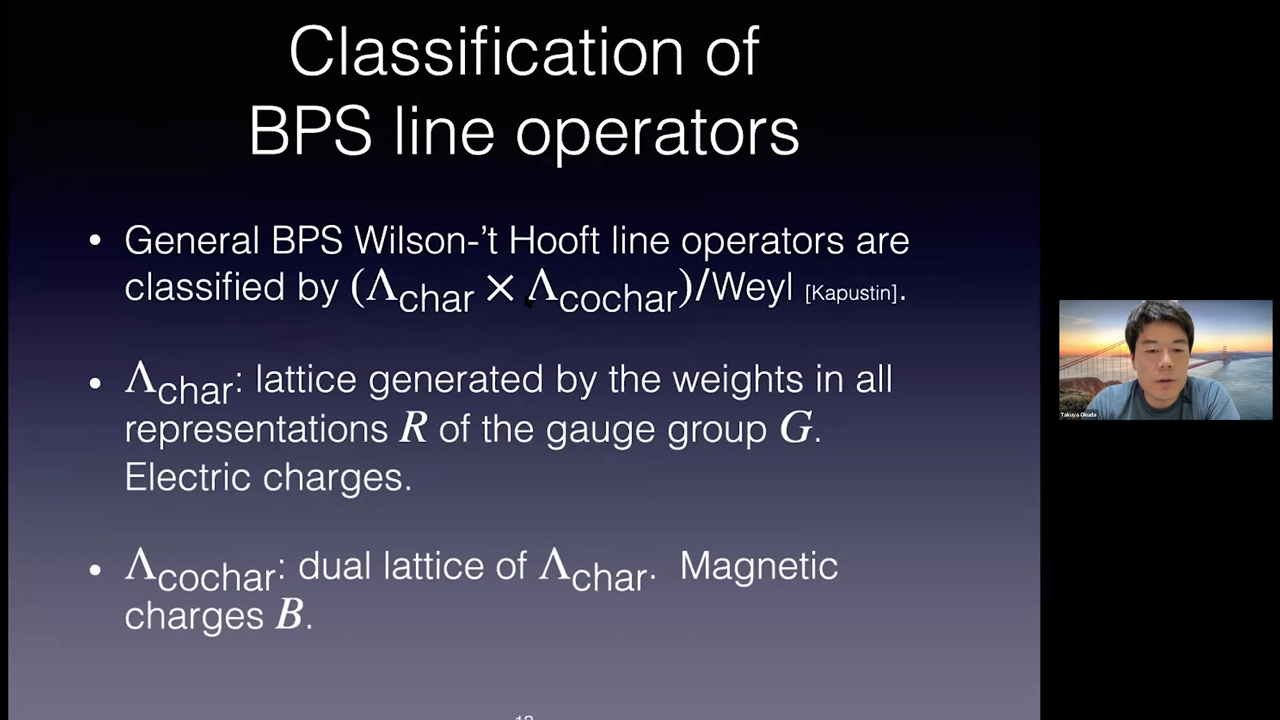 Classification of
BPS line operators
• General BPS Wilson-'t Hooft line operators are
classified by (Λchar × Λcochar)/Weyl [Kapustin].
• Λchar: lattice generated by the weights in all
representations R of the gauge group G.
Electric charges.
• Λcochar: dual lattice of Λchar. Magnetic
charges B.
Takuya Okuda